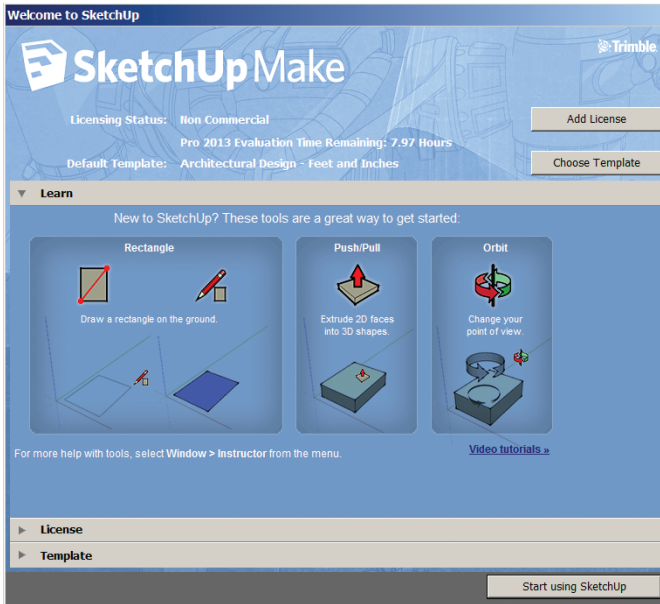 Welcome to SketchUp
SketchUp Make
Trimble
Licensing Status: Non Commercial
Add License
Pro 2013 Evaluation Time Remaining: 7.97 Hours
Default Template: Architectural Design - Feet and Inches
Choose Template
Learn
New to SketchUp? These tools are a great way to get started:
Rectangle
Draw a rectangle on the ground.
Push/Pull
Extrude 2D faces
into 3D shapes.
Orbit
Change your
point of view.
For more help with tools, select Window > Instructor from the menu.
Video tutorials »
License
Template
Start using SketchUp